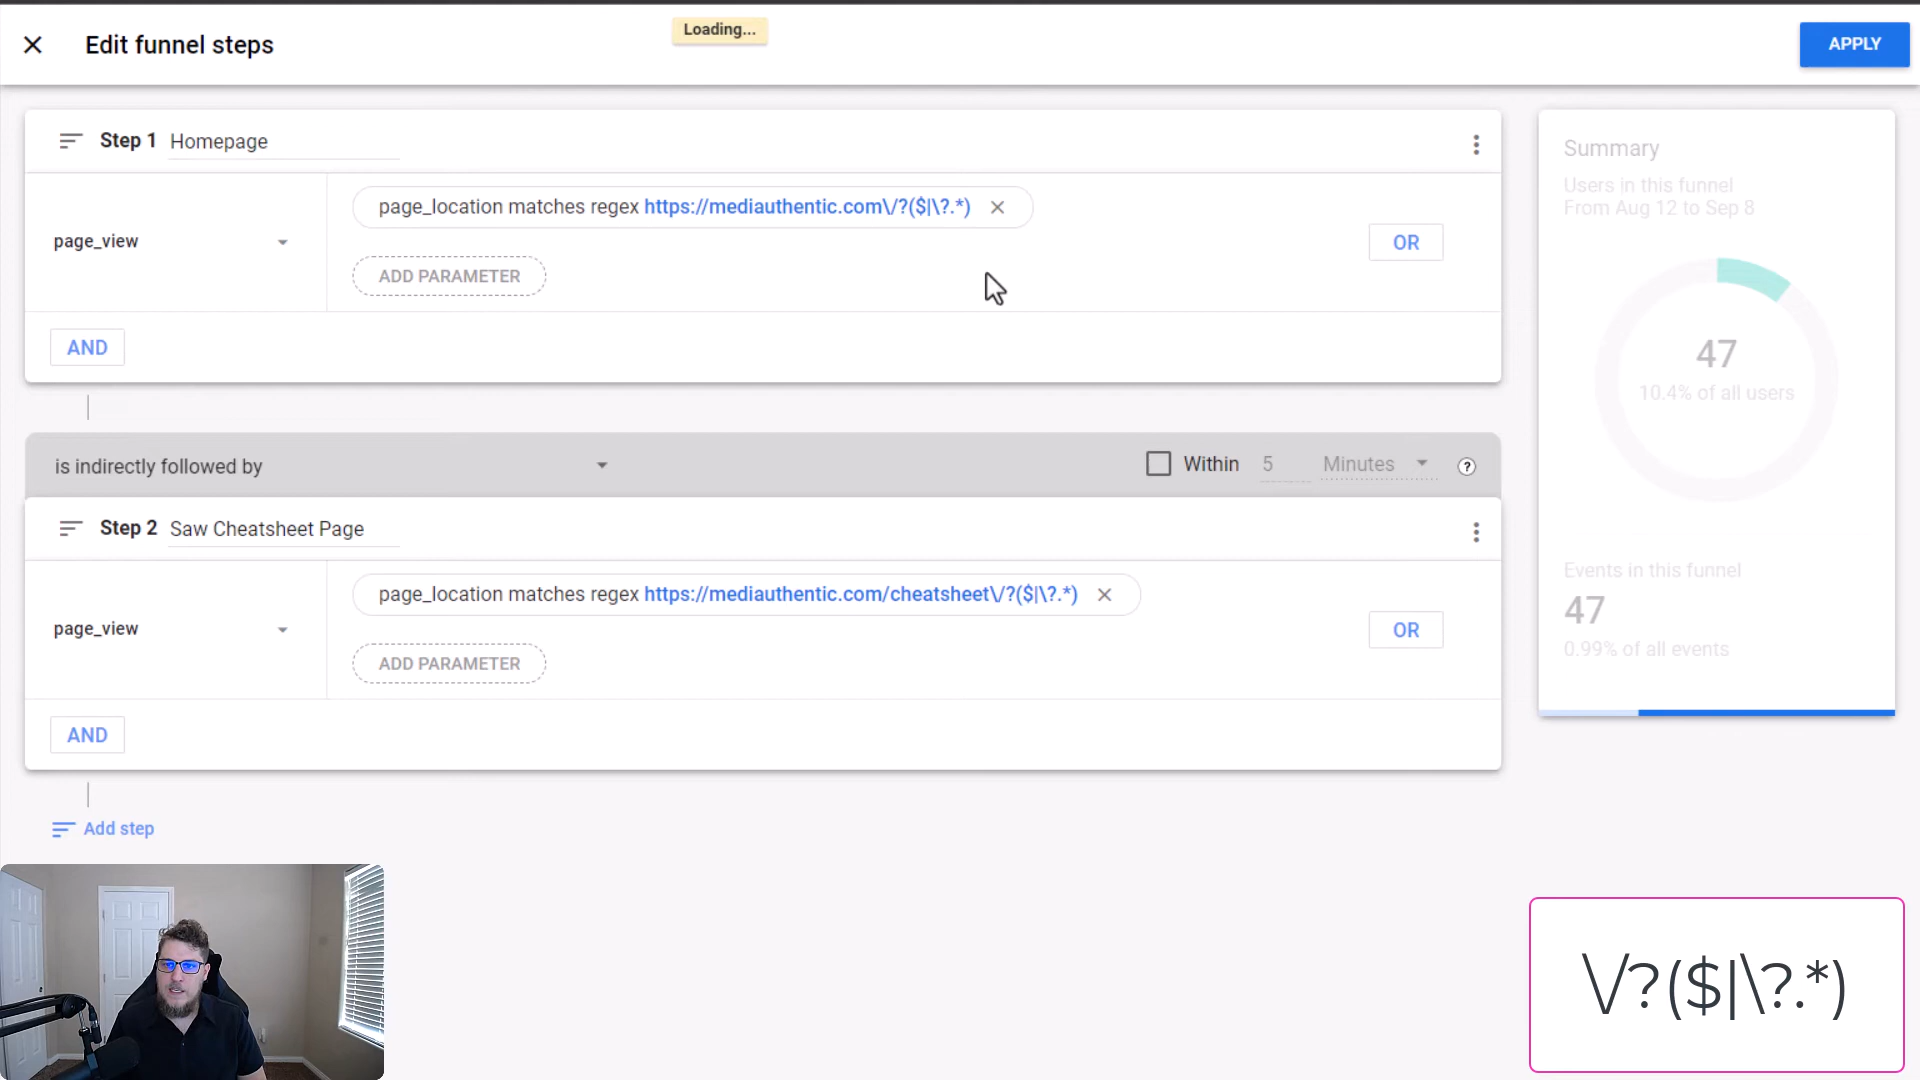 Edit funnel steps
Loading...
APPLY
Step 1 Homepage
page_view
page_location matches regex https://mediauthentic.com\/?($|\?.*)
ADD PARAMETER
OR
AND
is indirectly followed by
Within 5 Minutes ?
Step 2 Saw Cheatsheet Page
page_view
page_location matches regex https://mediauthentic.com/cheatsheet\/?($|\?.*)
ADD PARAMETER
OR
AND
Add step
Summary
Users in this funnel
From Aug 12 to Sep 8
47
10.4% of all users
Events in this funnel
47
0.99% of all events
\/?($|\?.*)